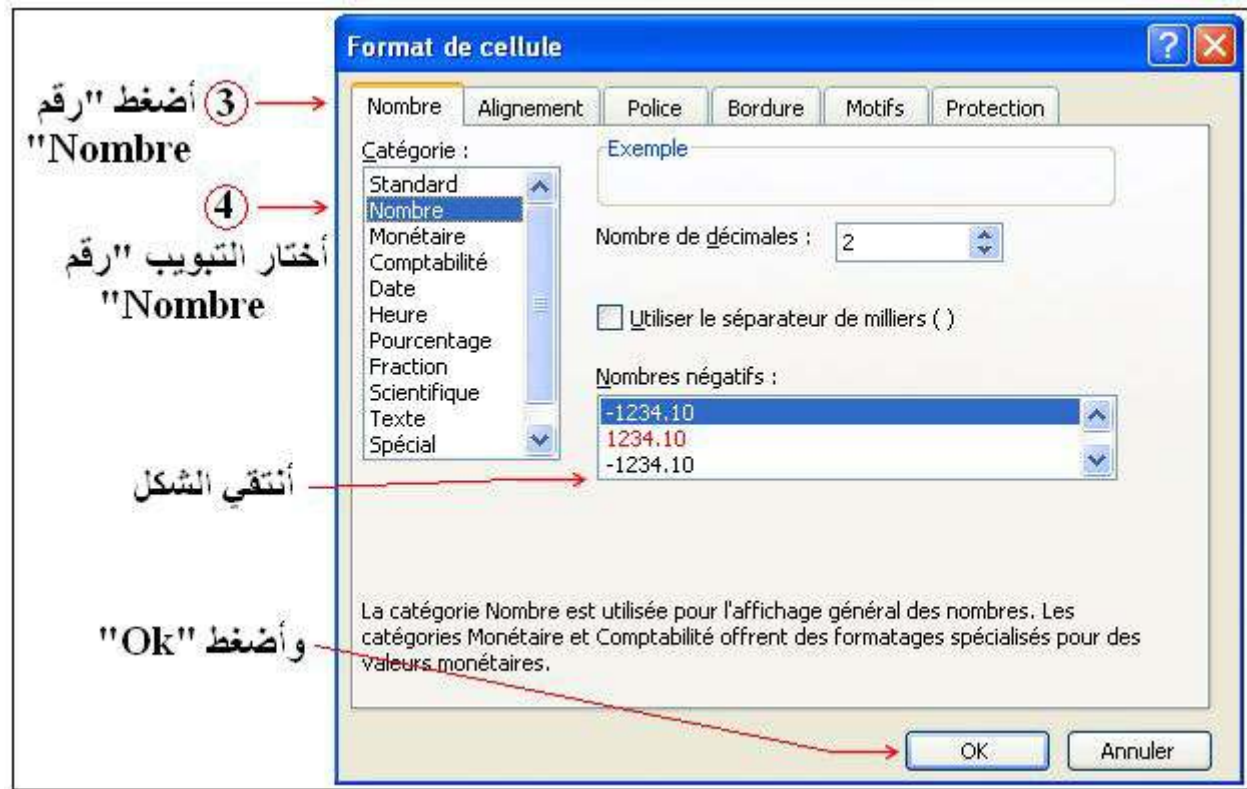 Format de cellule
③ أضغط "رقم
Nombre"
④
أختار التبويب "رقم
Nombre"
أنتقي الشكل
وأضغط "Ok"
Nombre
Alignement
Police
Bordure
Motifs
Protection
Catégorie :
Standard
Nombre
Monétaire
Comptabilité
Date
Heure
Pourcentage
Fraction
Scientifique
Texte
Spécial
Exemple
Nombre de décimales : 2
Utiliser le séparateur de milliers ( )
Nombres négatifs :
-1234.10
1234.10
-1234.10
La catégorie Nombre est utilisée pour l'affichage général des nombres. Les
catégories Monétaire et Comptabilité offrent des formatages spécialisés pour des
valeurs monétaires.
OK
Annuler